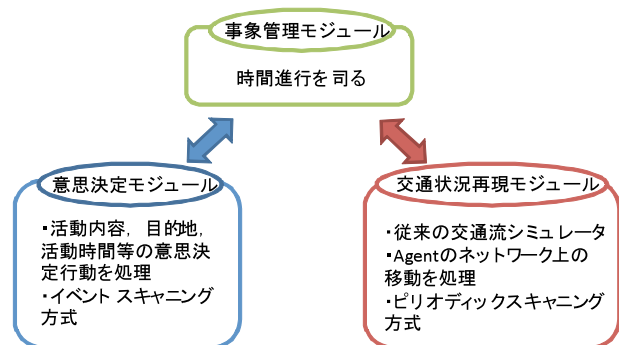 事象管理モジュール
時間進行を司る
意思決定モジュール
・活動内容，目的地，
活動時間等の意思決
定行動を処理
・イベントスキャニング
方式
交通状況再現モジュール
・従来の交通流シミュレータ
・Agentのネットワーク上の
移動を処理
・ピリオディックスキャニング
方式